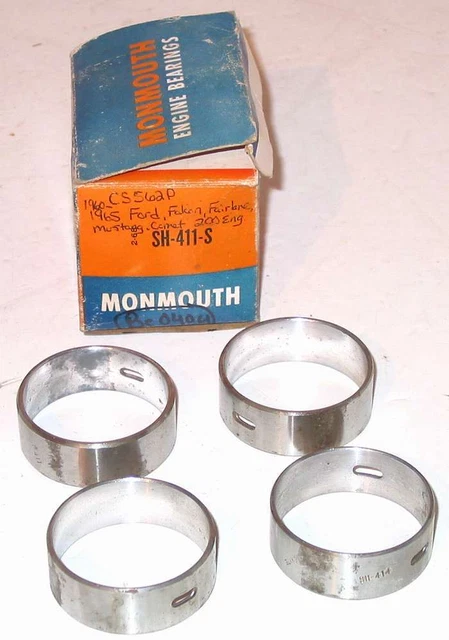 MONMOUTH
ENGINE BEARINGS
1960- CS562P
1965 Ford, Falcon, Fairlane,
Mustang - Comet 200 Eng
SH-411-S
MONMOUTH
SH-414